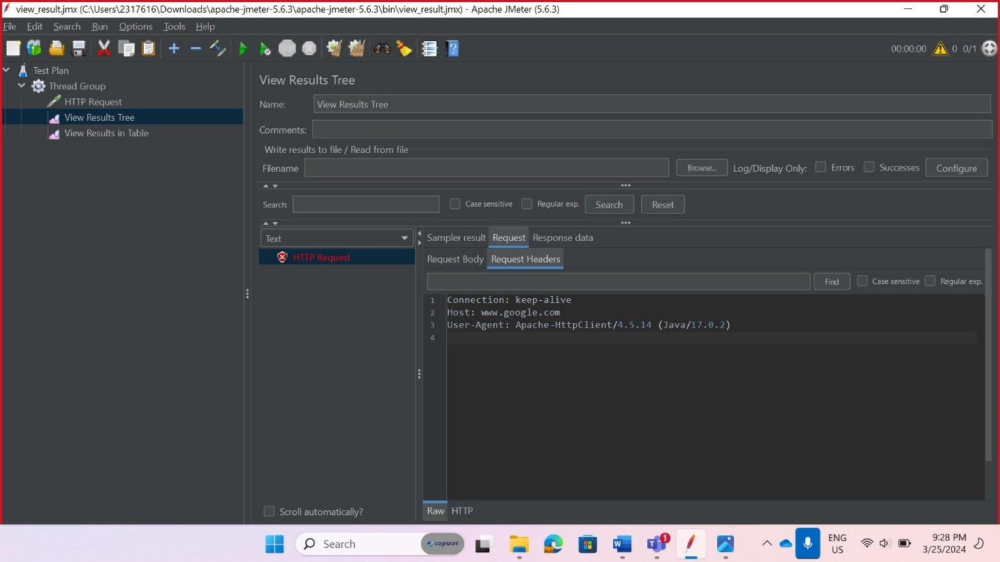 view_result.jmx (C:\Users\2317616\Downloads\apache-jmeter-5.6.3\apache-jmeter-5.6.3\bin\view_result.jmx) - Apache JMeter (5.6.3)
File Edit Search Run Options Tools Help
00:00:00 0 0/1
Test Plan
Thread Group
HTTP Request
View Results Tree
View Results in Table
View Results Tree
Name: View Results Tree
Comments:
Write results to file / Read from file
Filename Browse... Log/Display Only: Errors Successes Configure
Search: Case sensitive Regular exp. Search Reset
Text
HTTP Request
Sampler result Request Response data
Request Body Request Headers
Find Case sensitive Regular exp.
1 Connection: keep-alive
2 Host: www.google.com
3 User-Agent: Apache-HttpClient/4.5.14 (Java/17.0.2)
4
Scroll automatically?
Raw HTTP
Search cognizant
1
ENG
US
9:28 PM
3/25/2024